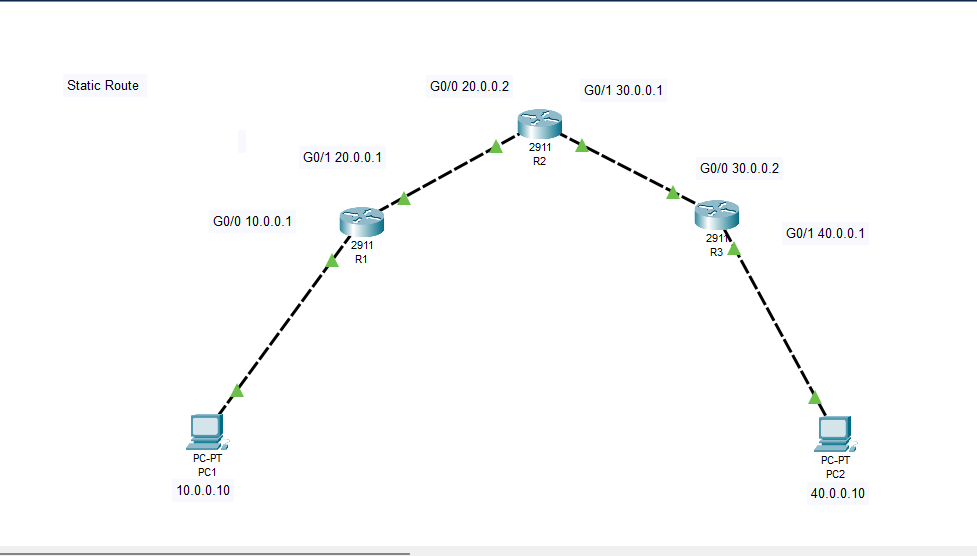 Static Route
G0/0 20.0.0.2
G0/1 30.0.0.1
2911
R2
G0/1 20.0.0.1
G0/0 30.0.0.2
G0/0 10.0.0.1
2911
R1
2911
R3
G0/1 40.0.0.1
PC-PT
PC1
10.0.0.10
PC-PT
PC2
40.0.0.10